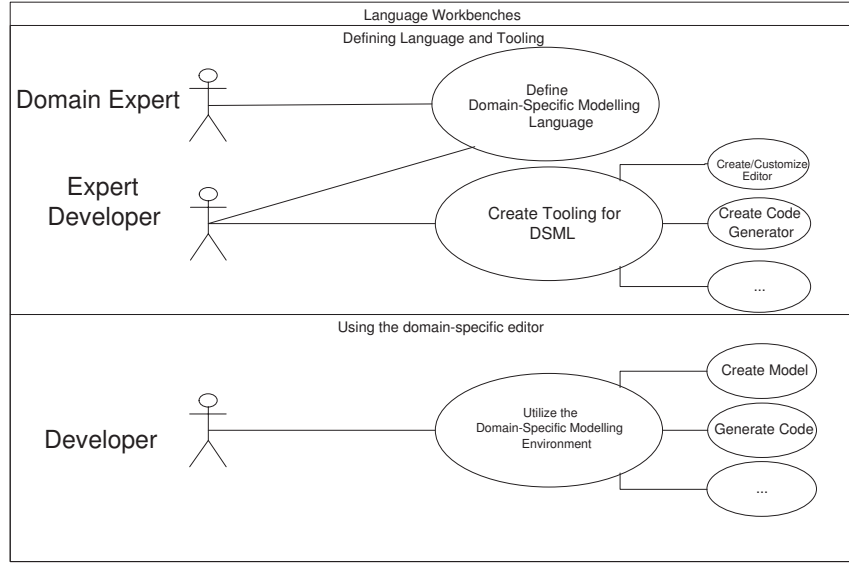 Language Workbenches
Defining Language and Tooling
Domain Expert
Define
Domain-Specific Modelling
Language
Expert
Developer
Create Tooling for
DSML
Create/Customize
Editor
Create Code
Generator
...
Using the domain-specific editor
Developer
Utilize the
Domain-Specific Modelling
Environment
Create Model
Generate Code
...